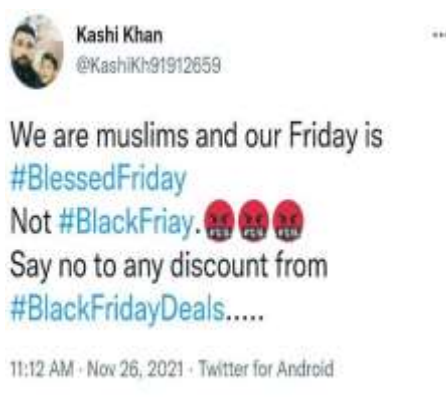 Kashi Khan
@KashiKh91912659
We are muslims and our Friday is
#BlessedFriday
Not #BlackFriay.🤬🤬🤬
Say no to any discount from
#BlackFridayDeals.....
11:12 AM · Nov 26, 2021 · Twitter for Android